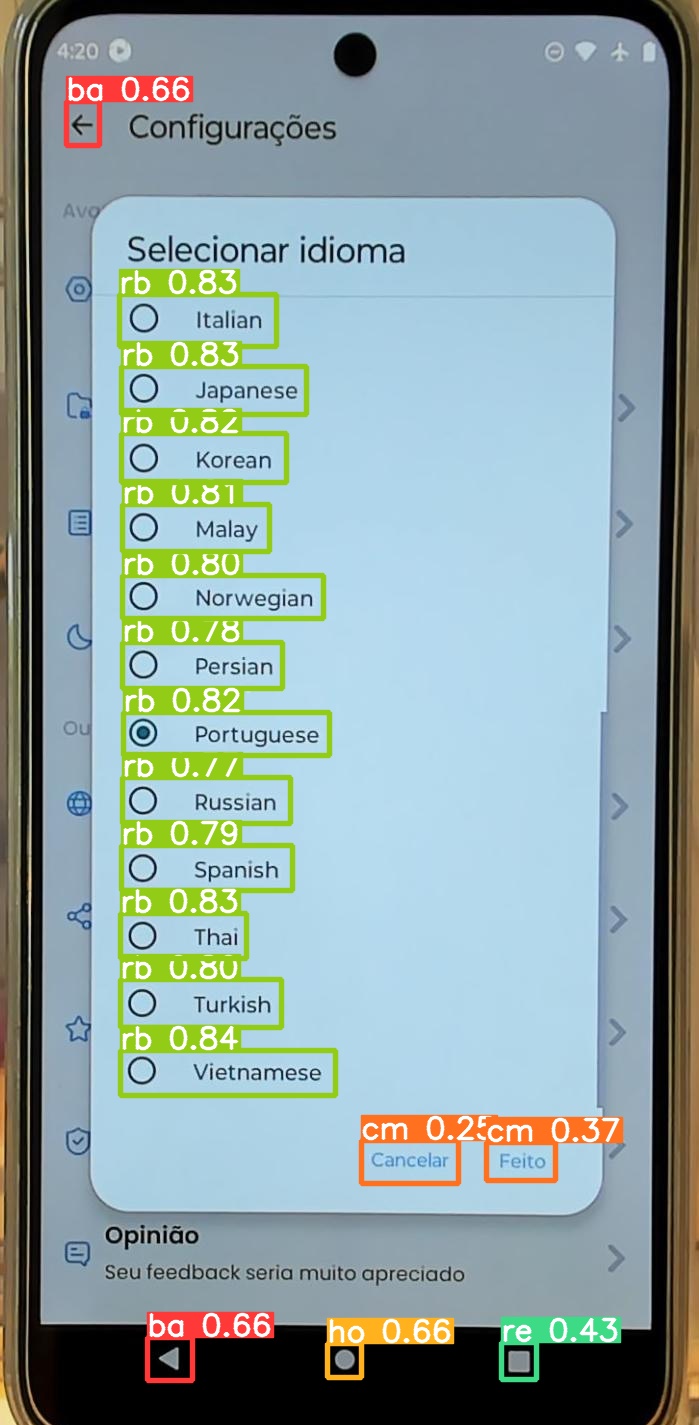 4:20
ba 0.66
Configurações
Ava
Selecionar idioma
rb 0.83
Italian
rb 0.83
Japanese
rb 0.82
Korean
rb 0.81
Malay
rb 0.80
Norwegian
rb 0.78
Persian
Ou
rb 0.82
Portuguese
rb 0.77
Russian
rb 0.79
Spanish
rb 0.83
Thai
rb 0.80
Turkish
rb 0.84
Vietnamese
cm 0.25 cm 0.37
Cancelar Feito
Opinião
Seu feedback seria muito apreciado
ba 0.66 ho 0.66 re 0.43